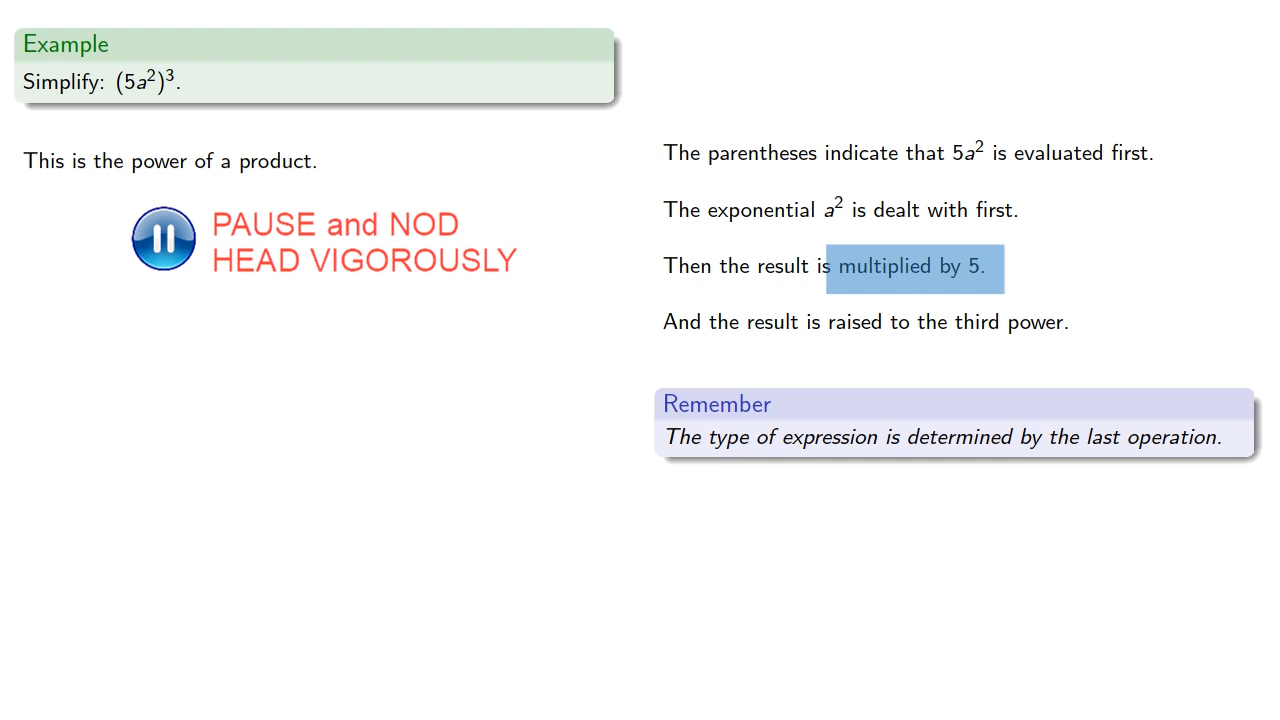 Example
Simplify: (5a²)³.
This is the power of a product.
PAUSE and NOD
HEAD VIGOROUSLY
The parentheses indicate that 5a² is evaluated first.
The exponential a² is dealt with first.
Then the result is multiplied by 5.
And the result is raised to the third power.
Remember
The type of expression is determined by the last operation.